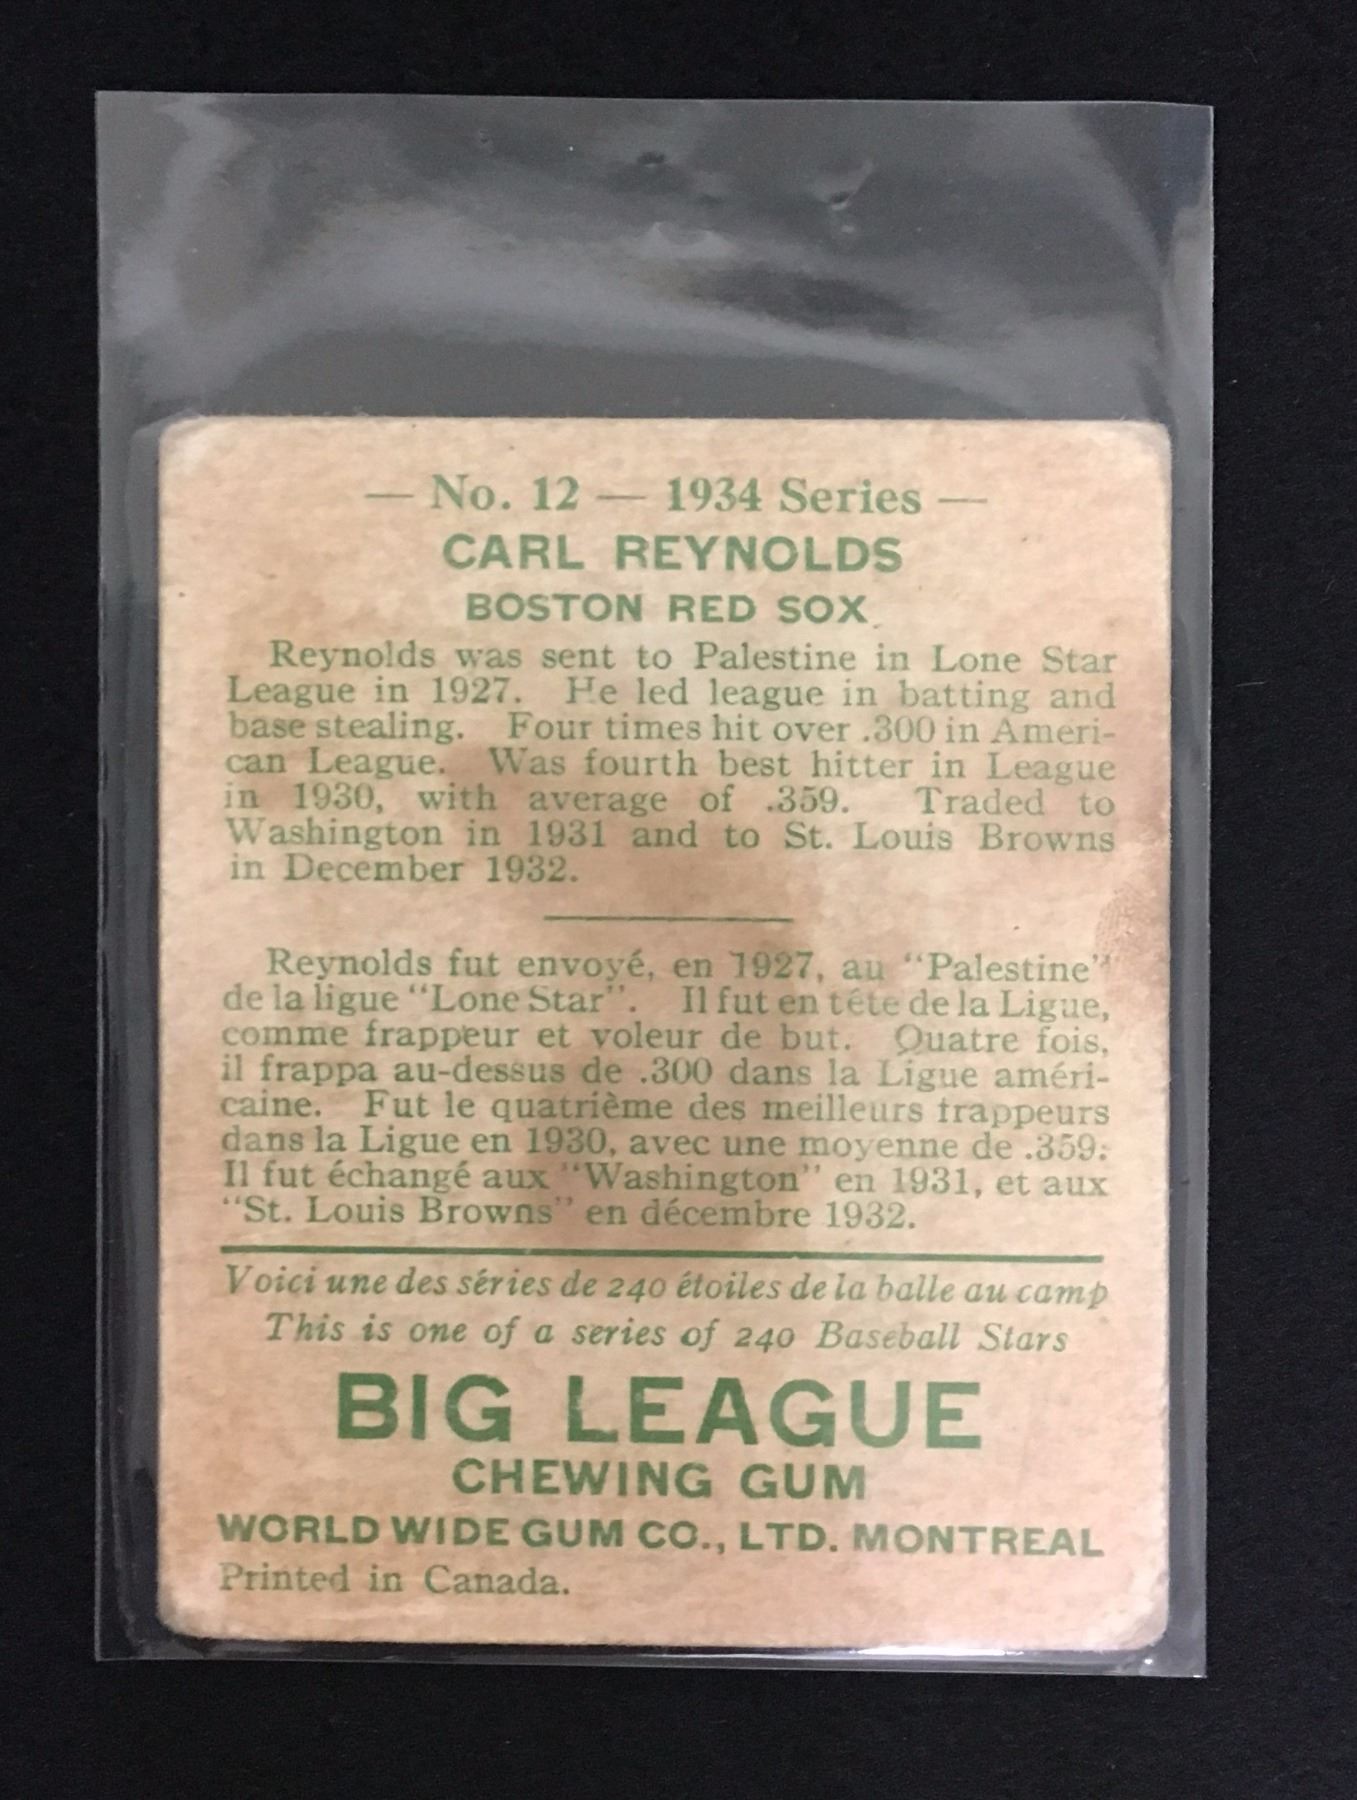 — No. 12 — 1934 Series —
CARL REYNOLDS
BOSTON RED SOX
Reynolds was sent to Palestine in Lone Star
League in 1927. He led league in batting and
base stealing. Four times hit over .300 in Ameri-
can League. Was fourth best hitter in League
in 1930, with average of .359. Traded to
Washington in 1931 and to St. Louis Browns
in December 1932.
Reynolds fut envoyé, en 1927, au "Palestine"
de la ligue "Lone Star". Il fut en téte de la Ligue,
comme frappeur et voleur de but. Quatre fois,
il frappa au-dessus de .300 dans la Ligue améri-
caine. Fut le quatrième des meilleurs frappeurs
dans la Ligue en 1930, avec une moyenne de .359.
Il fut échangé aux "Washington" en 1931, et aux
"St. Louis Browns" en décembre 1932.
Voici une des séries de 240 étoiles de la balle au camp
This is one of a series of 240 Baseball Stars
BIG LEAGUE
CHEWING GUM
WORLD WIDE GUM CO., LTD. MONTREAL
Printed in Canada.